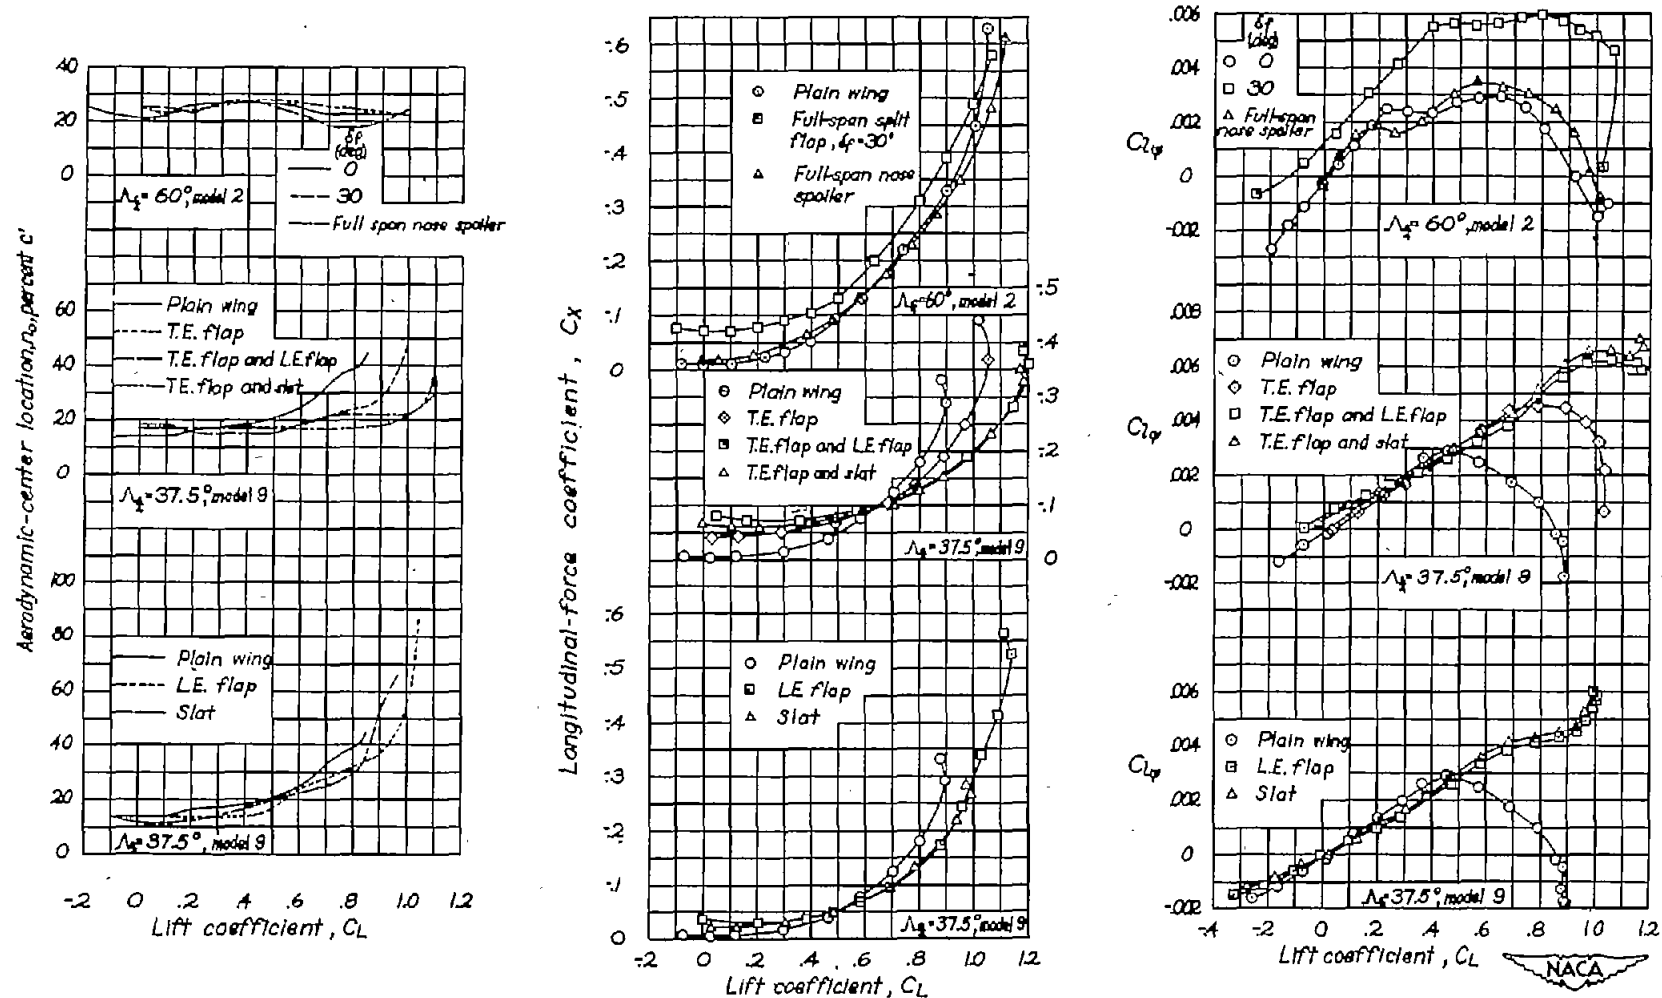 Aerodynamic-center location, n₀, percent c'
40
20
0
Λc/4=60°, model 2
δf
(deg)
0
30
Full span nose spoiler
60
40
20
0
Plain wing
T.E. flap
T.E. flap and L.E. flap
T.E. flap and slat
Λc/4=37.5°, model 9
100
80
60
40
20
0
Plain wing
L.E. flap
Slat
Λc/4=37.5°, model 9
-.2 0 .2 .4 .6 .8 1.0 1.2
Lift coefficient, CL
Longitudinal-force coefficient, Cx
-.6
-.5
-.4
-.3
-.2
-.1
0
Plain wing
Full-span split
flap, δf=30°
Full-span nose
spoiler
Λc/4=60°, model 2
-.5
-.4
-.3
-.2
-.1
0
Plain wing
T.E. flap
T.E. flap and L.E. flap
T.E. flap and slat
Λc/4=37.5°, model 9
-.6
-.5
-.4
-.3
-.2
-.1
0
Plain wing
L.E flap
Slat
Λc/4=37.5°, model 9
-.2 0 .2 .4 .6 .8 1.0 1.2
Lift coefficient, CL
Clψ
.006
.004
.002
0
-.002
δf
(deg)
0
30
Full-span
nose spoiler
Λc/4=60°, model 2
Clψ
.008
.006
.004
.002
0
-.002
Plain wing
T.E. flap
T.E. flap and L.E. flap
T.E. flap and slat
Λc/4=37.5°, model 9
Clψ
.006
.004
.002
0
-.002
Plain wing
L.E. flap
Slat
Λc/4=37.5°, model 9
-.4 -.2 0 .2 .4 .6 .8 1.0 1.2
Lift coefficient, CL
NACA